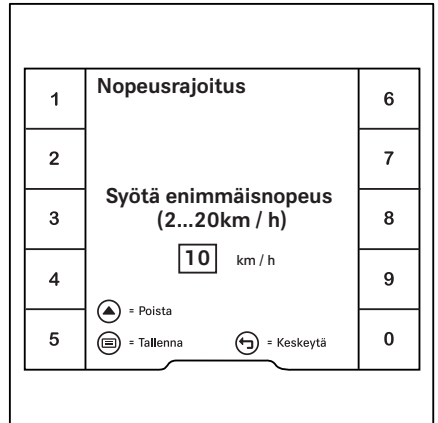 Nopeusrajoitus
1
6
2
7
Syötä enimmäisnopeus
3
(2...20km / h)
8
10 km / h
4
9
= Poista
5
= Tallenna
= Keskeytä
0